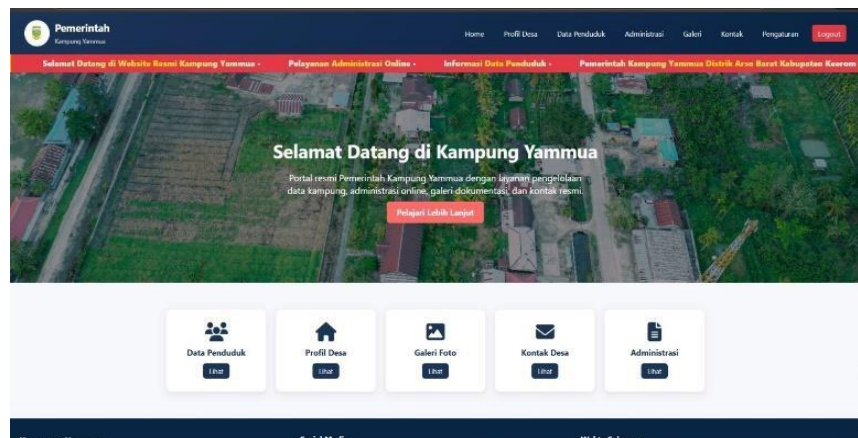 Pemerintah
Kampung Yammua
Home Profil Desa Data Penduduk Administrasi Galeri Kontak Pengaturan Logout
Selamat Datang di Website Resmi Kampung Yammua - Pelayanan Administrasi Online - Informasi Data Penduduk - Pemerintah Kampung Yammua Distrik Arso Barat Kabupaten Keerom
Selamat Datang di Kampung Yammua
Portal resmi Pemerintah Kampung Yammua dengan layanan pengelolaan
data kampung, administrasi online, galeri dokumentasi, dan kontak resmi.
Pelajari Lebih Lanjut
Data Penduduk
Lihat
Profil Desa
Lihat
Galeri Foto
Lihat
Kontak Desa
Lihat
Administrasi
Lihat